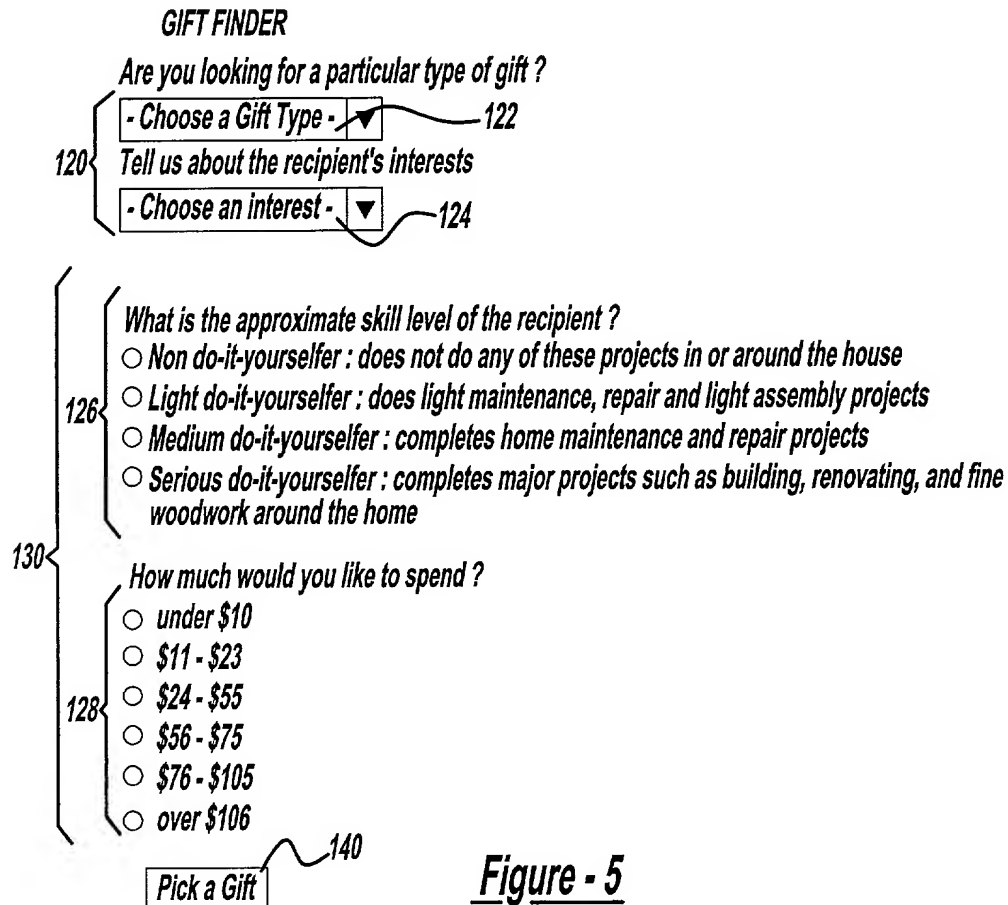 GIFT FINDER
Are you looking for a particular type of gift ?
- Choose a Gift Type -
122
120
Tell us about the recipient's interests
- Choose an interest -
124
What is the approximate skill level of the recipient ?
Non do-it-yourselfer : does not do any of these projects in or around the house
Light do-it-yourselfer : does light maintenance, repair and light assembly projects
126
Medium do-it-yourselfer : completes home maintenance and repair projects
Serious do-it-yourselfer : completes major projects such as building, renovating, and fine
woodwork around the home
130
How much would you like to spend ?
under $10
$11 - $23
$24 - $55
128
$56 - $75
$76 - $105
over $106
140
Pick a Gift
Figure - 5